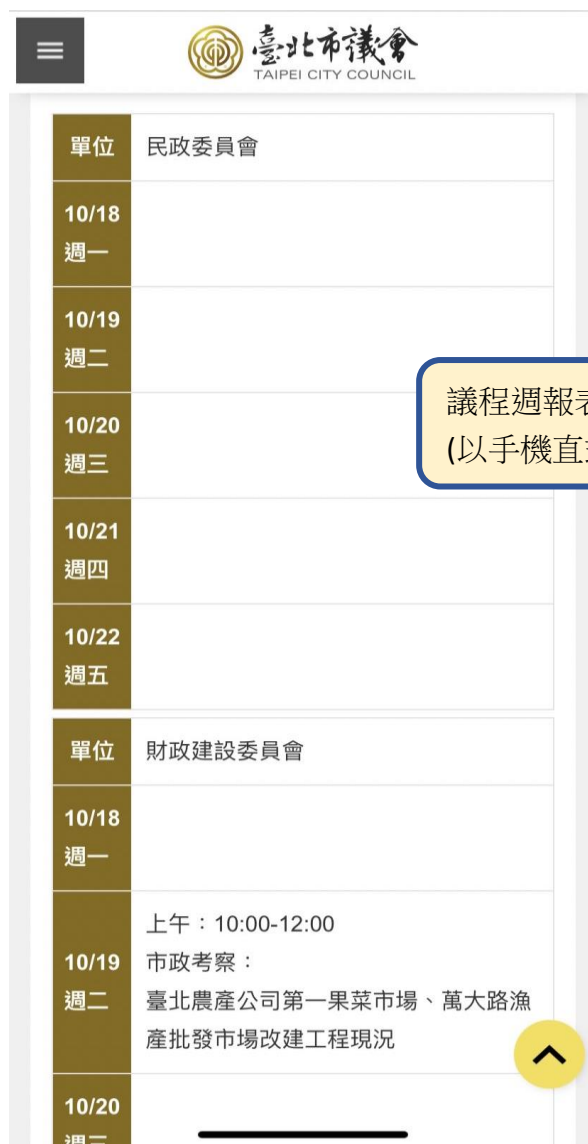 臺北市議會
TAIPEI CITY COUNCIL
單位 民政委員會
10/18
週一
10/19
週二
議程週報表
(以手機直
10/20
週三
10/21
週四
10/22
週五
單位 財政建設委員會
10/18
週一
10/19
週二
上午：10:00-12:00
市政考察：
臺北農產公司第一果菜市場、萬大路漁
產批發市場改建工程現況
10/20
週三